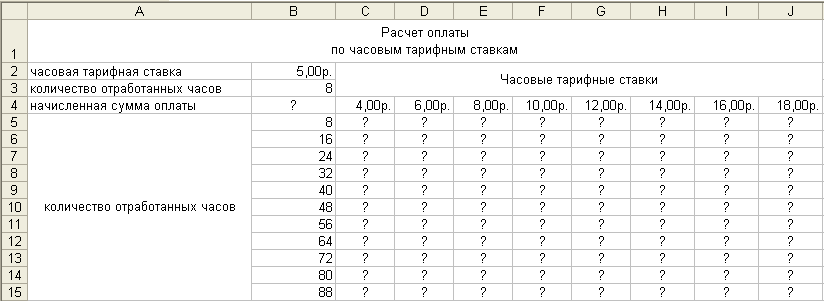 A B C D E F G H I J
1 Расчет оплаты
по часовым тарифным ставкам
2 часовая тарифная ставка 5,00р.
Часовые тарифные ставки
3 количество отработанных часов 8
4 начисленная сумма оплаты ? 4,00р. 6,00р. 8,00р. 10,00р. 12,00р. 14,00р. 16,00р. 18,00р.
5 8 ? ? ? ? ? ? ? ?
6 16 ? ? ? ? ? ? ? ?
7 24 ? ? ? ? ? ? ? ?
8 32 ? ? ? ? ? ? ? ?
9 40 ? ? ? ? ? ? ? ?
10 количество отработанных часов 48 ? ? ? ? ? ? ? ?
11 56 ? ? ? ? ? ? ? ?
12 64 ? ? ? ? ? ? ? ?
13 72 ? ? ? ? ? ? ? ?
14 80 ? ? ? ? ? ? ? ?
15 88 ? ? ? ? ? ? ? ?